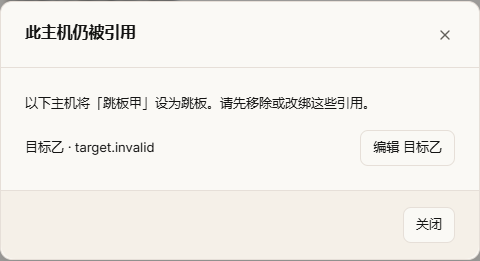 此主机仍被引用
以下主机将「跳板甲」设为跳板。请先移除或改绑这些引用。
目标乙 · target.invalid
编辑 目标乙
关闭